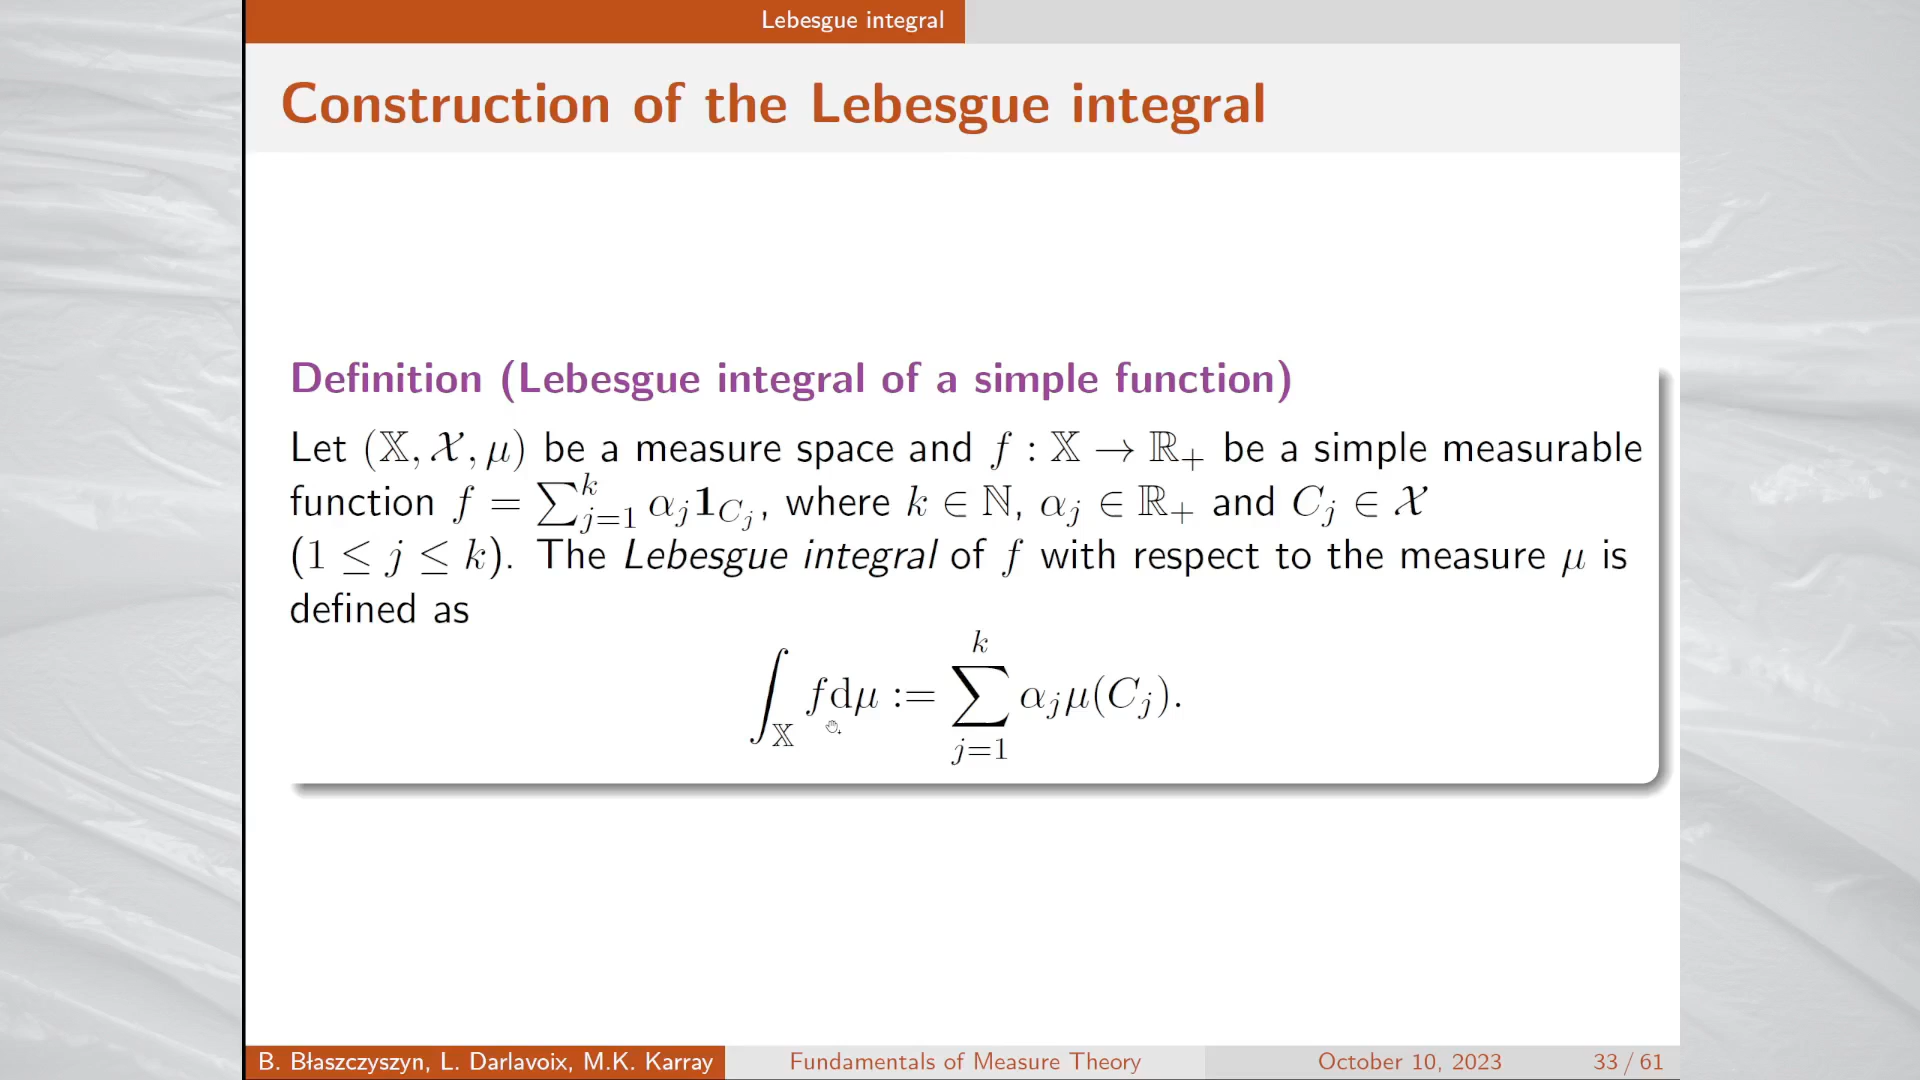 Lebesgue integral
Construction of the Lebesgue integral
Definition (Lebesgue integral of a simple function)
Let (𝕏, 𝒳, μ) be a measure space and f : 𝕏 → ℝ₊ be a simple measurable
function f = ∑ᵏⱼ₌₁ αⱼ𝟏_{Cⱼ}, where k ∈ ℕ, αⱼ ∈ ℝ₊ and Cⱼ ∈ 𝒳
(1 ≤ j ≤ k). The Lebesgue integral of f with respect to the measure μ is
defined as
∫_𝕏 fdμ := ∑ᵏⱼ₌₁ αⱼμ(Cⱼ).
B. Błaszczyszyn, L. Darlavoix, M.K. Karray Fundamentals of Measure Theory October 10, 2023 33 / 61